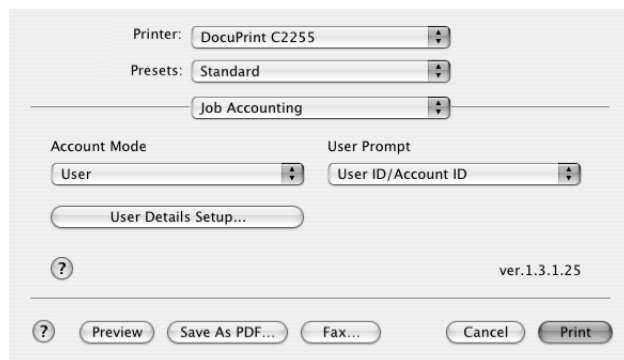 Printer: DocuPrint C2255
Presets: Standard
Job Accounting
Account Mode User Prompt
User User ID/Account ID
User Details Setup...
? ver.1.3.1.25
? Preview Save As PDF... Fax... Cancel Print